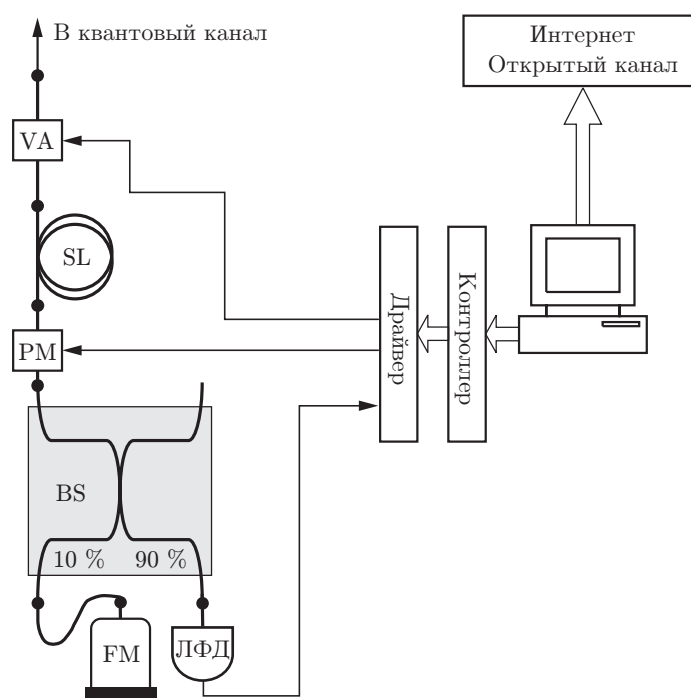 В квантовый канал
Интернет
Открытый канал
VA
SL
Драйвер
Контроллер
PM
BS
10 %
90 %
FM
ЛФД